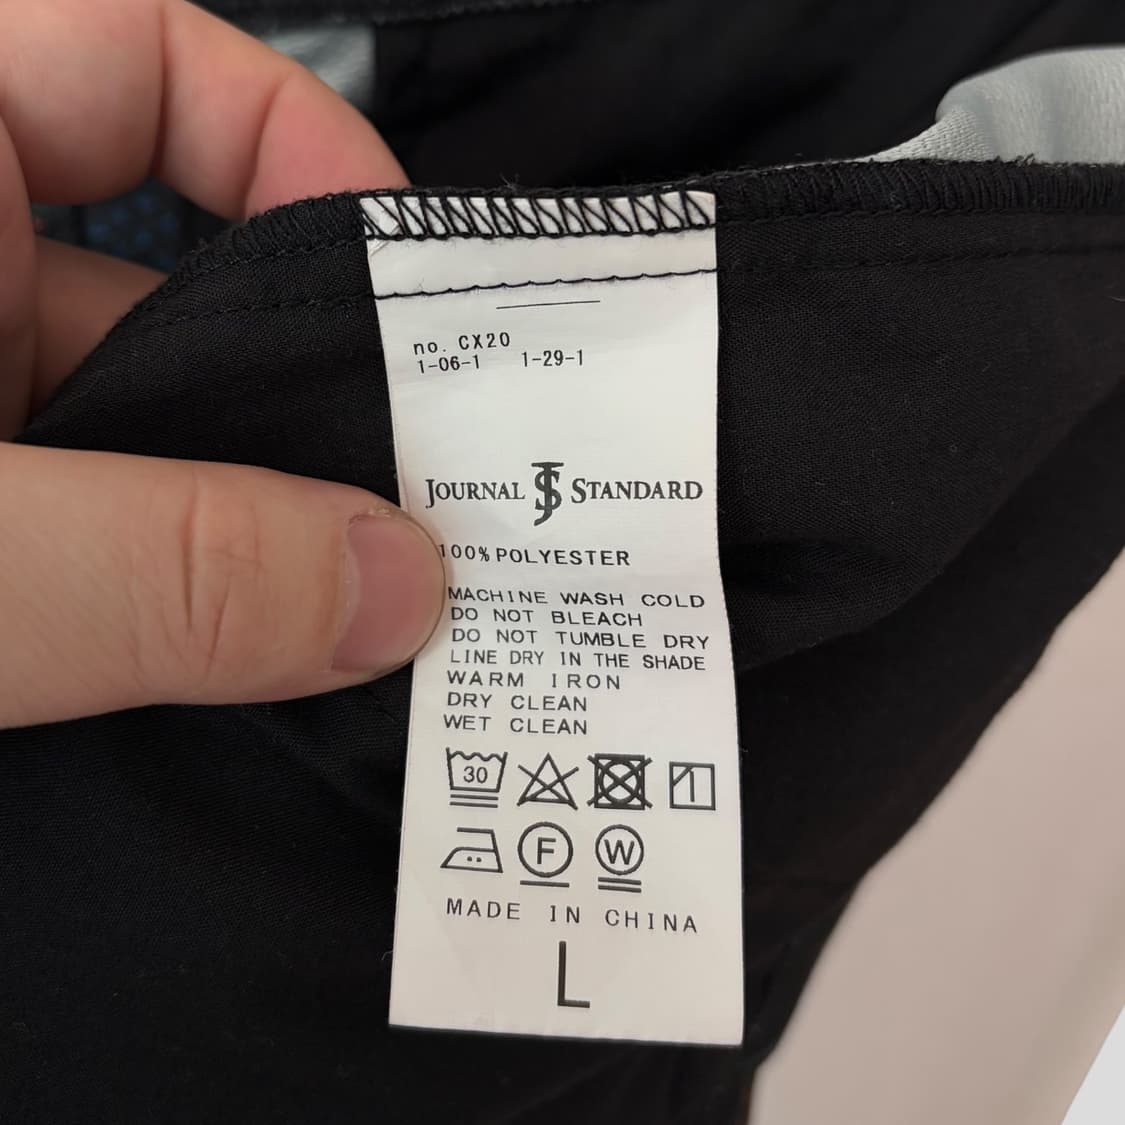 no. CX20
1-06-1 1-29-1
JOURNAL JS STANDARD
100% POLYESTER
MACHINE WASH COLD
DO NOT BLEACH
DO NOT TUMBLE DRY
LINE DRY IN THE SHADE
WARM IRON
DRY CLEAN
WET CLEAN
30
F W
MADE IN CHINA
L